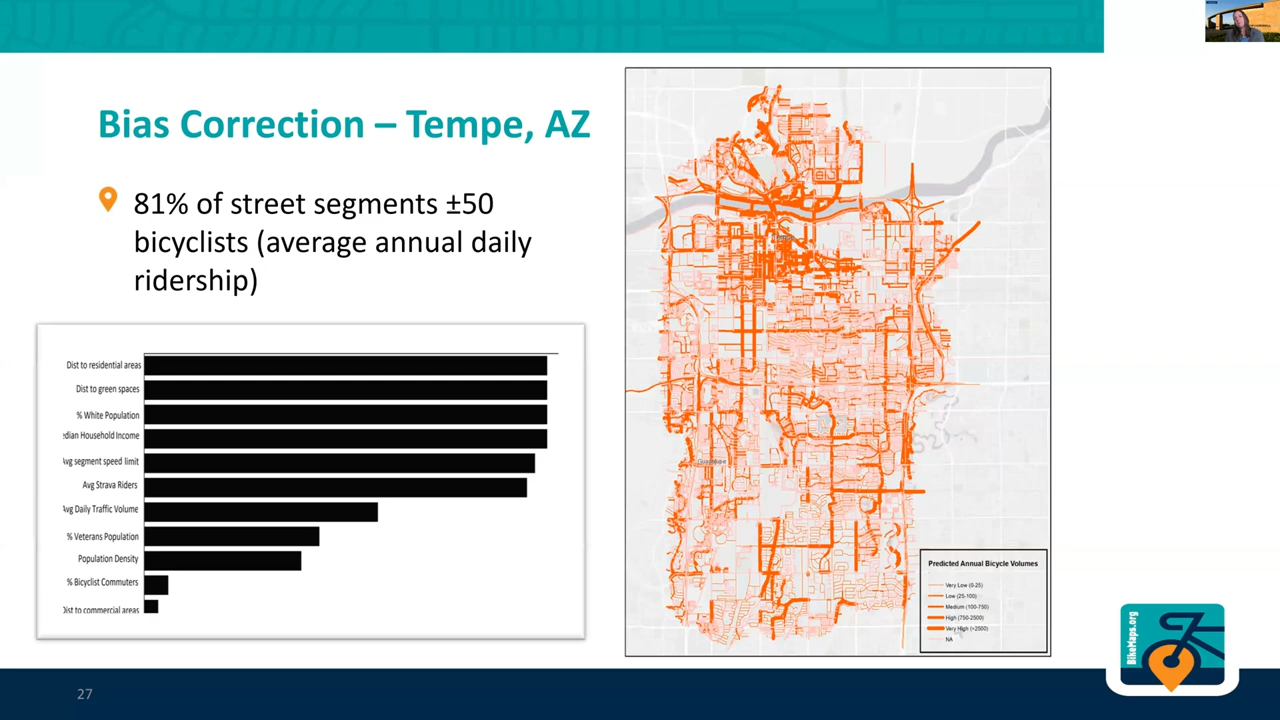 Bias Correction – Tempe, AZ
81% of street segments ±50
bicyclists (average annual daily
ridership)
Dist to residential areas
Dist to green spaces
% White Population
edian Household Income
Avg segment speed limit
Avg Strava Riders
Avg Daily Traffic Volume
% Veterans Population
Population Density
% Bicyclist Commuters
Dist to commercial areas
Tempe
Guadalupe
Predicted Annual Bicycle Volumes
Very Low (0-25)
Low (25-100)
Medium (100-750)
High (750-2500)
Very High (>2500)
NA
BikeMaps.org
27